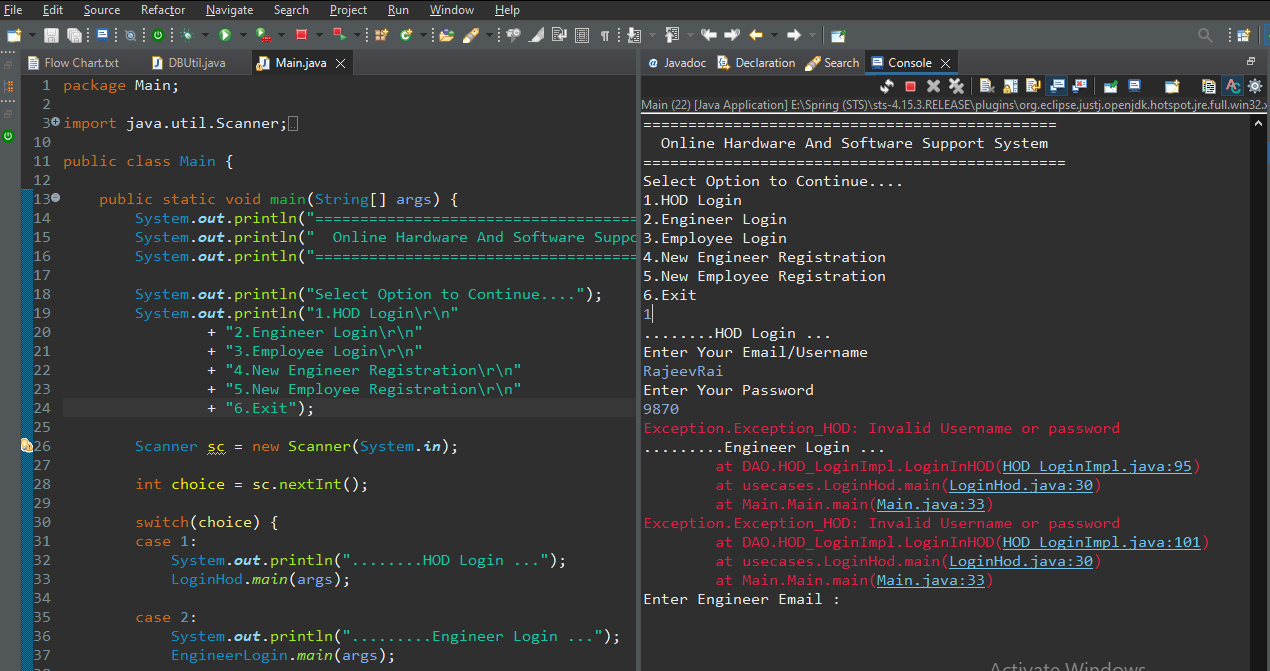 File Edit Source Refactor Navigate Search Project Run Window Help
Flow Chart.txt DBUtil.java Main.java
1 package Main;
2
3 import java.util.Scanner;
10
11 public class Main {
12
13 public static void main(String[] args) {
14 System.out.println("====================================
15 System.out.println("  Online Hardware And Software Suppo
16 System.out.println("====================================
17
18 System.out.println("Select Option to Continue....");
19 System.out.println("1.HOD Login\r\n"
20 + "2.Engineer Login\r\n"
21 + "3.Employee Login\r\n"
22 + "4.New Engineer Registration\r\n"
23 + "5.New Employee Registration\r\n"
24 + "6.Exit");
25
26 Scanner sc = new Scanner(System.in);
27
28 int choice = sc.nextInt();
29
30 switch(choice) {
31 case 1:
32 System.out.println("........HOD Login ...");
33 LoginHod.main(args);
34
35 case 2:
36 System.out.println(".........Engineer Login ...");
37 EngineerLogin.main(args);
Javadoc Declaration Search Console
Main (22) [Java Application] E:\Spring (STS)\sts-4.15.3.RELEASE\plugins\org.eclipse.justj.openjdk.hotspot.jre.full.win32.x
==============================================
Online Hardware And Software Support System
===============================================
Select Option to Continue....
1.HOD Login
2.Engineer Login
3.Employee Login
4.New Engineer Registration
5.New Employee Registration
6.Exit
1
........HOD Login ...
Enter Your Email/Username
RajeevRai
Enter Your Password
9870
Exception.Exception_HOD: Invalid Username or password
.........Engineer Login ...
at DAO.HOD_LoginImpl.LoginInHOD(HOD_LoginImpl.java:95)
at usecases.LoginHod.main(LoginHod.java:30)
at Main.Main.main(Main.java:33)
Exception.Exception_HOD: Invalid Username or password
at DAO.HOD_LoginImpl.LoginInHOD(HOD_LoginImpl.java:101)
at usecases.LoginHod.main(LoginHod.java:30)
at Main.Main.main(Main.java:33)
Enter Engineer Email :
Activate Windows